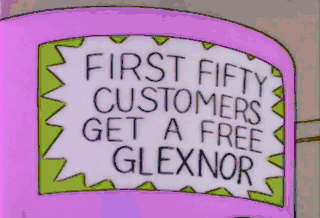 FIRST FIFTY
CUSTOMERS
GET A FREE
GLEXNOR